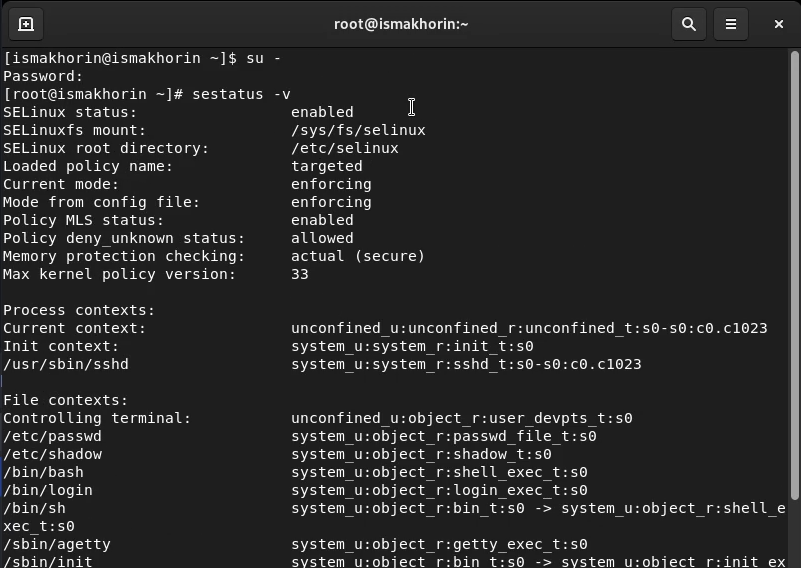 root@ismakhorin:~
[ismakhorin@ismakhorin ~]$ su -
Password:
[root@ismakhorin ~]# sestatus -v
SELinux status:                 enabled
SELinuxfs mount:                /sys/fs/selinux
SELinux root directory:         /etc/selinux
Loaded policy name:             targeted
Current mode:                   enforcing
Mode from config file:          enforcing
Policy MLS status:              enabled
Policy deny_unknown status:     allowed
Memory protection checking:     actual (secure)
Max kernel policy version:      33
Process contexts:
Current context:                unconfined_u:unconfined_r:unconfined_t:s0-s0:c0.c1023
Init context:                   system_u:system_r:init_t:s0
/usr/sbin/sshd                  system_u:system_r:sshd_t:s0-s0:c0.c1023
File contexts:
Controlling terminal:           unconfined_u:object_r:user_devpts_t:s0
/etc/passwd                     system_u:object_r:passwd_file_t:s0
/etc/shadow                     system_u:object_r:shadow_t:s0
/bin/bash                       system_u:object_r:shell_exec_t:s0
/bin/login                      system_u:object_r:login_exec_t:s0
/bin/sh                         system_u:object_r:bin_t:s0 -> system_u:object_r:shell_e
xec_t:s0
/sbin/agetty                    system_u:object_r:getty_exec_t:s0
/sbin/init                      system_u:object_r:bin_t:s0 -> system_u:object_r:init_ex